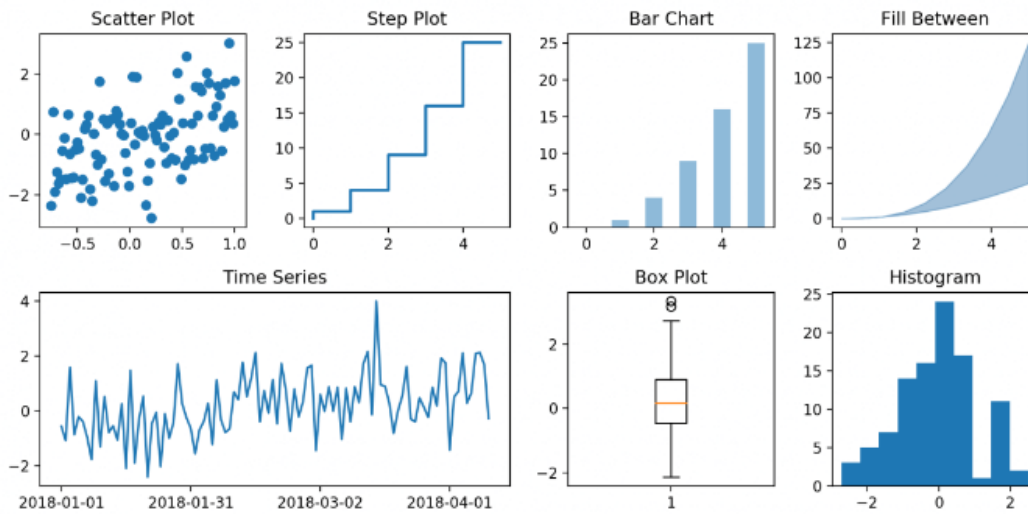 Scatter Plot
Step Plot
Bar Chart
Fill Between
2
0
−2
−0.5 0.0 0.5 1.0
25
20
15
10
5
0
0 2 4
25
20
15
10
5
0
0 2 4
125
100
75
50
25
0
0 2 4
Time Series
Box Plot
Histogram
4
2
0
−2
2018-01-01 2018-01-31 2018-03-02 2018-04-01
2
0
−2
1
25
20
15
10
5
0
−2 0 2